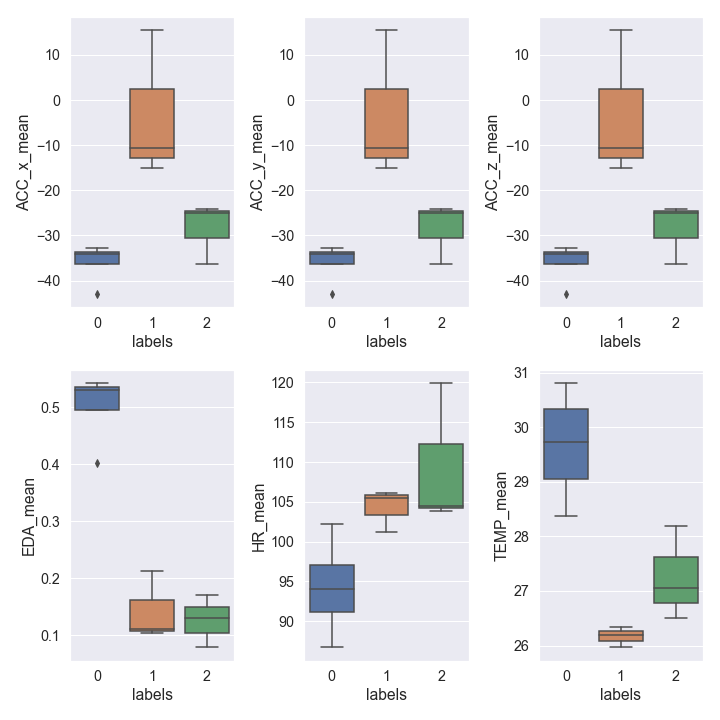 ACC_x_mean
10
0
−10
−20
−30
−40
0 1 2
labels
ACC_y_mean
10
0
−10
−20
−30
−40
0 1 2
labels
ACC_z_mean
10
0
−10
−20
−30
−40
0 1 2
labels
EDA_mean
0.5
0.4
0.3
0.2
0.1
0 1 2
labels
HR_mean
120
115
110
105
100
95
90
0 1 2
labels
TEMP_mean
31
30
29
28
27
26
0 1 2
labels